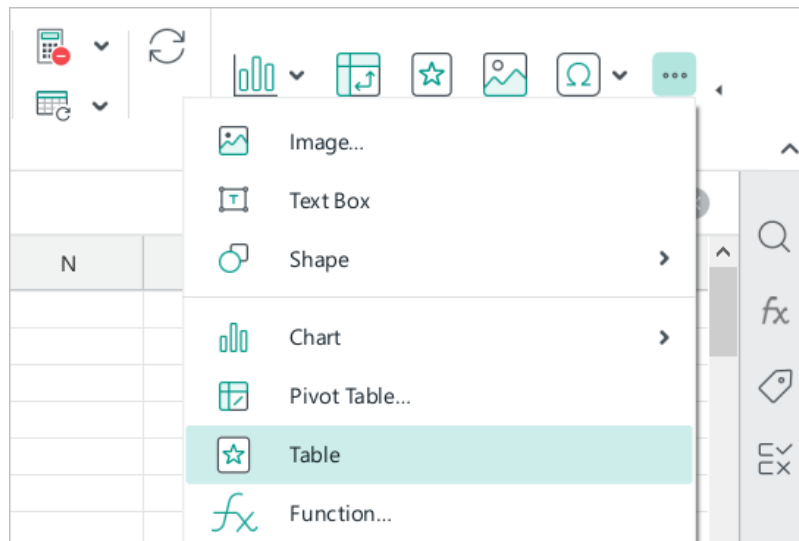 Image...
Text Box
Shape
N
Chart
Pivot Table...
Table
Function...